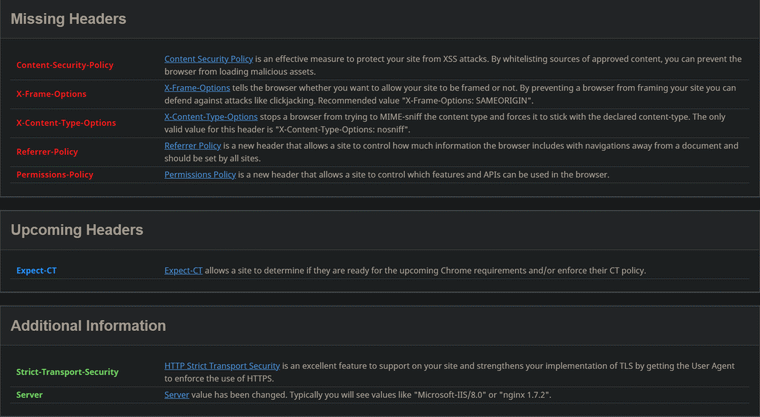 Missing Headers
Content-Security-Policy
Content Security Policy is an effective measure to protect your site from XSS attacks. By whitelisting sources of approved content, you can prevent the
browser from loading malicious assets.
X-Frame-Options
X-Frame-Options tells the browser whether you want to allow your site to be framed or not. By preventing a browser from framing your site you can
defend against attacks like clickjacking. Recommended value "X-Frame-Options: SAMEORIGIN".
X-Content-Type-Options
X-Content-Type-Options stops a browser from trying to MIME-sniff the content type and forces it to stick with the declared content-type. The only
valid value for this header is "X-Content-Type-Options: nosniff".
Referrer-Policy
Referrer Policy is a new header that allows a site to control how much information the browser includes with navigations away from a document and
should be set by all sites.
Permissions-Policy
Permissions Policy is a new header that allows a site to control which features and APIs can be used in the browser.
Upcoming Headers
Expect-CT
Expect-CT allows a site to determine if they are ready for the upcoming Chrome requirements and/or enforce their CT policy.
Additional Information
Strict-Transport-Security
HTTP Strict Transport Security is an excellent feature to support on your site and strengthens your implementation of TLS by getting the User Agent
to enforce the use of HTTPS.
Server
Server value has been changed. Typically you will see values like "Microsoft-IIS/8.0" or "nginx 1.7.2".